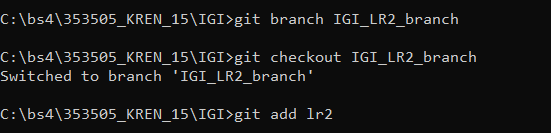 C:\bs4\353505_KREN_15\IGI>git branch IGI_LR2_branch
C:\bs4\353505_KREN_15\IGI>git checkout IGI_LR2_branch
Switched to branch 'IGI_LR2_branch'
C:\bs4\353505_KREN_15\IGI>git add lr2